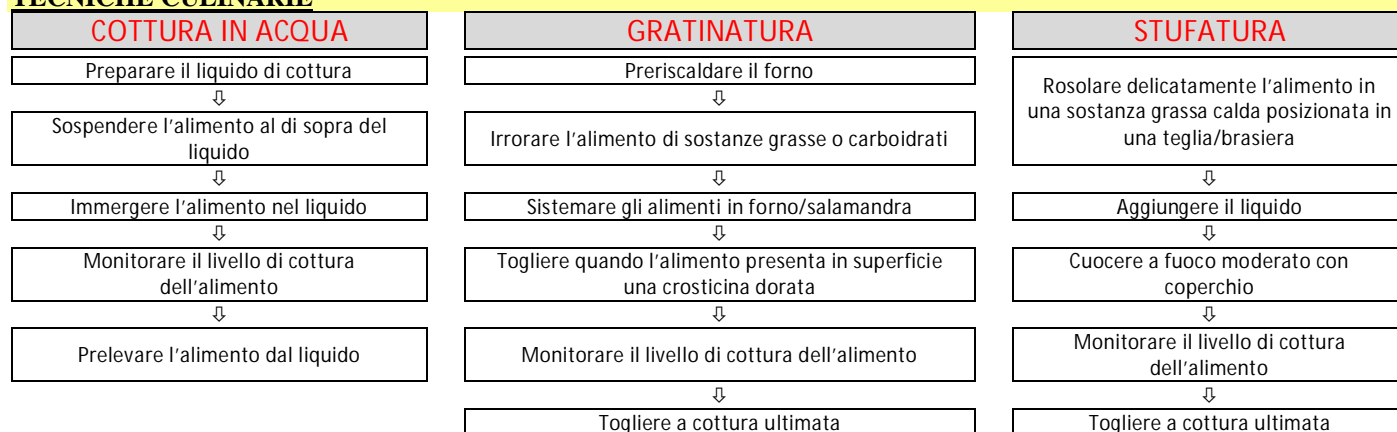 TECNICHE CULINARIE
COTTURA IN ACQUA
Preparare il liquido di cottura
⇩
Sospendere l'alimento al di sopra del
liquido
⇩
Immergere l'alimento nel liquido
⇩
Monitorare il livello di cottura
dell'alimento
⇩
Prelevare l'alimento dal liquido
GRATINATURA
Preriscaldare il forno
⇩
Irrorare l'alimento di sostanze grasse o carboidrati
⇩
Sistemare gli alimenti in forno/salamandra
⇩
Togliere quando l'alimento presenta in superficie
una crosticina dorata
⇩
Monitorare il livello di cottura dell'alimento
⇩
Togliere a cottura ultimata
STUFATURA
Rosolare delicatamente l'alimento in
una sostanza grassa calda posizionata in
una teglia/brasiera
⇩
Aggiungere il liquido
⇩
Cuocere a fuoco moderato con
coperchio
⇩
Monitorare il livello di cottura
dell'alimento
⇩
Togliere a cottura ultimata